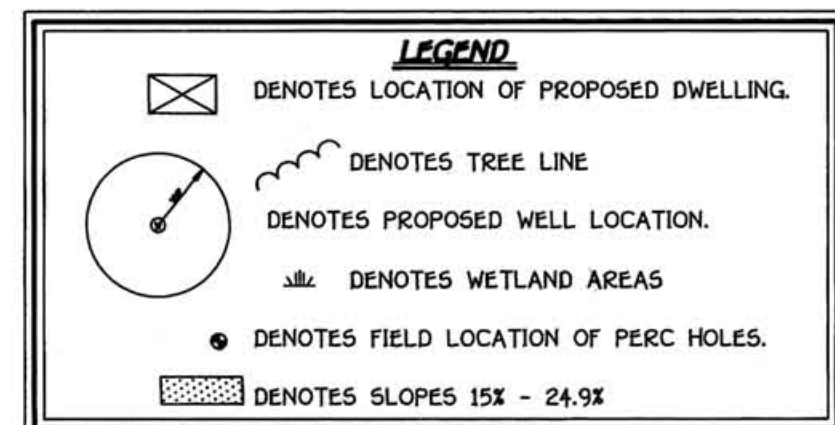 LEGEND
DENOTES LOCATION OF PROPOSED DWELLING.
DENOTES TREE LINE
DENOTES PROPOSED WELL LOCATION.
DENOTES WETLAND AREAS
DENOTES FIELD LOCATION OF PERC HOLES.
DENOTES SLOPES 15% - 24.9%